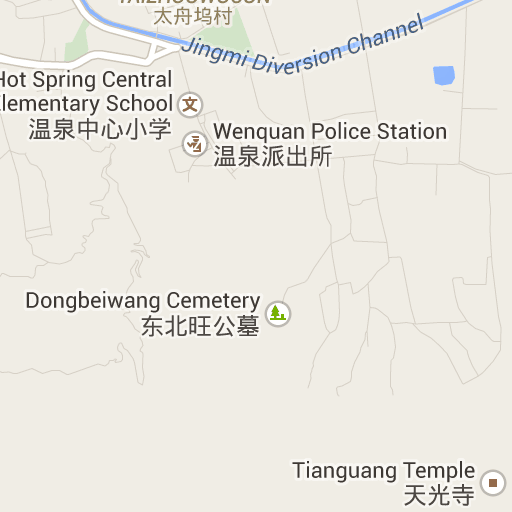 TAIZHOUWUCUN
太舟坞村
Jingmi Diversion Channel
Hot Spring Central
Elementary School
温泉中心小学
Wenquan Police Station
温泉派出所
Dongbeiwang Cemetery
东北旺公墓
Tianguang Temple
天光寺